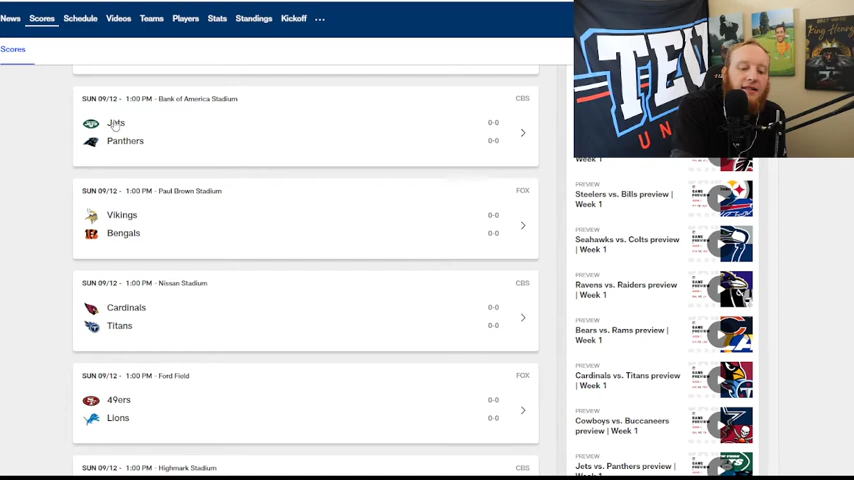 News Scores Schedule Videos Teams Players Stats Standings Kickoff ...
Scores
SUN 09/12 - 1:00 PM - Bank of America Stadium CBS
Jets 0-0
Panthers 0-0
SUN 09/12 - 1:00 PM - Paul Brown Stadium FOX
Vikings 0-0
Bengals 0-0
SUN 09/12 - 1:00 PM - Nissan Stadium CBS
Cardinals 0-0
Titans 0-0
SUN 09/12 - 1:00 PM - Ford Field FOX
49ers 0-0
Lions 0-0
SUN 09/12 - 1:00 PM - Highmark Stadium CBS
TEU
UN
King Henry
Week 1
PREVIEW
Steelers vs. Bills preview |
Week 1
PREVIEW
Seahawks vs. Colts preview
| Week 1
PREVIEW
Ravens vs. Raiders preview
| Week 1
PREVIEW
Bears vs. Rams preview |
Week 1
PREVIEW
Cardinals vs. Titans preview
| Week 1
PREVIEW
Cowboys vs. Buccaneers
preview | Week 1
PREVIEW
Jets vs. Panthers preview |
Week 1